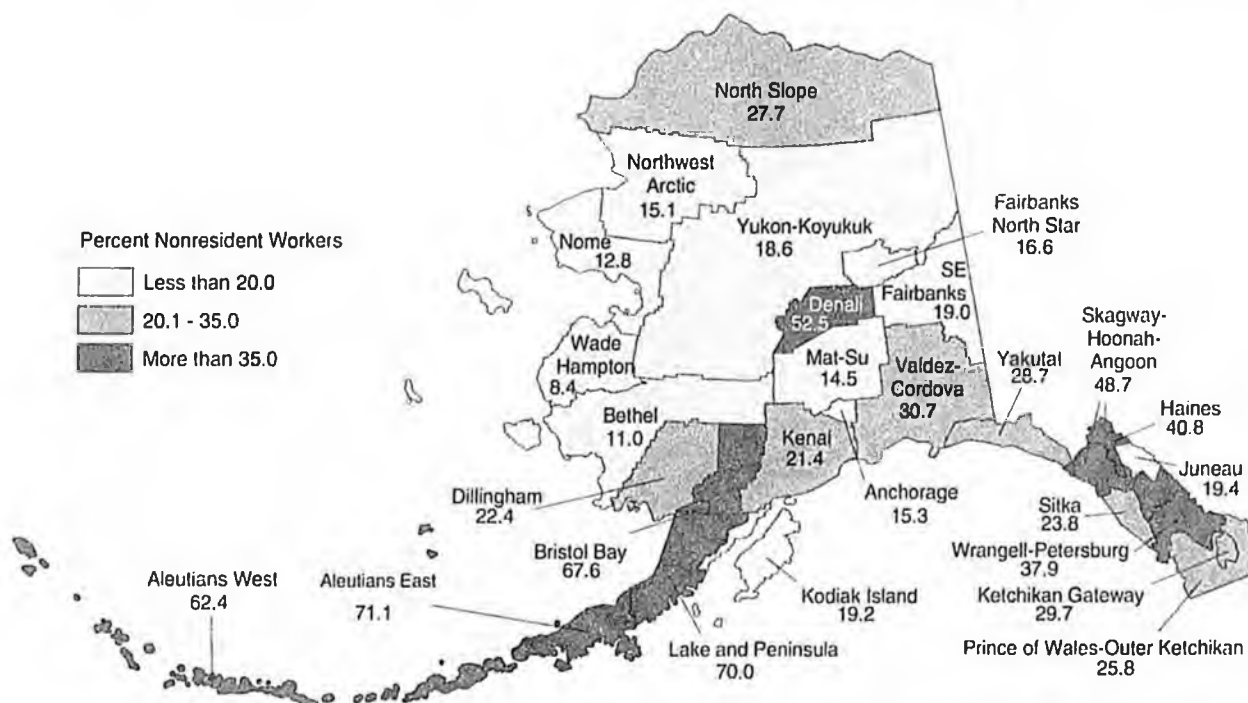 North Slope
27.7
Northwest
Arctic
15.1
Fairbanks
North Star
16.6
Yukon-Koyukuk
18.6
Percent Nonresident Workers
Less than 20.0
20.1 - 35.0
More than 35.0
Nome
12.8
SE
Fairbanks
19.0
Denali
52.5
Skagway-
Hoonah-
Angoon
48.7
Wade
Hampton
8.4
Mat-Su
14.5
Valdez-
Cordova
30.7
Yakutat
28.7
Haines
40.8
Bethel
11.0
Kenai
21.4
Juneau
19.4
Dillingham
22.4
Anchorage
15.3
Sitka
23.8
Bristol Bay
67.6
Wrangell-Petersburg
37.9
Aleutians West
62.4
Aleutians East
71.1
Kodiak Island
19.2
Ketchikan Gateway
29.7
Lake and Peninsula
70.0
Prince of Wales-Outer Ketchikan
25.8